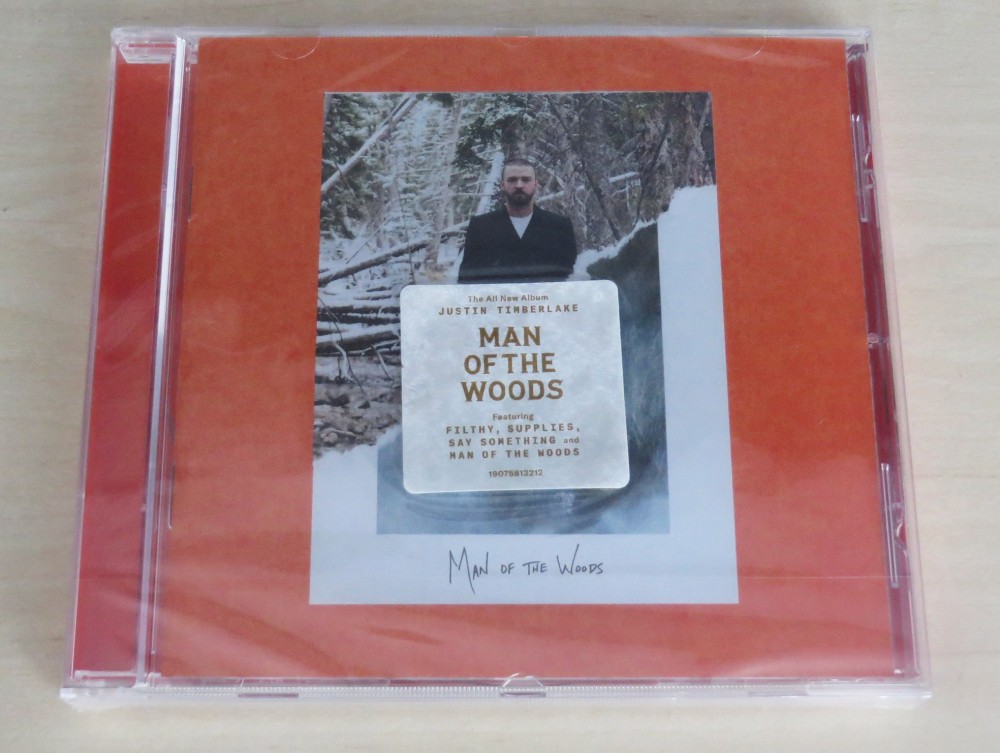 The All New Album
JUSTIN TIMBERLAKE
MAN
OF THE
WOODS
Featuring
FILTHY, SUPPLIES,
SAY SOMETHING and
MAN OF THE WOODS
19075813212
MAN OF THE WOODS